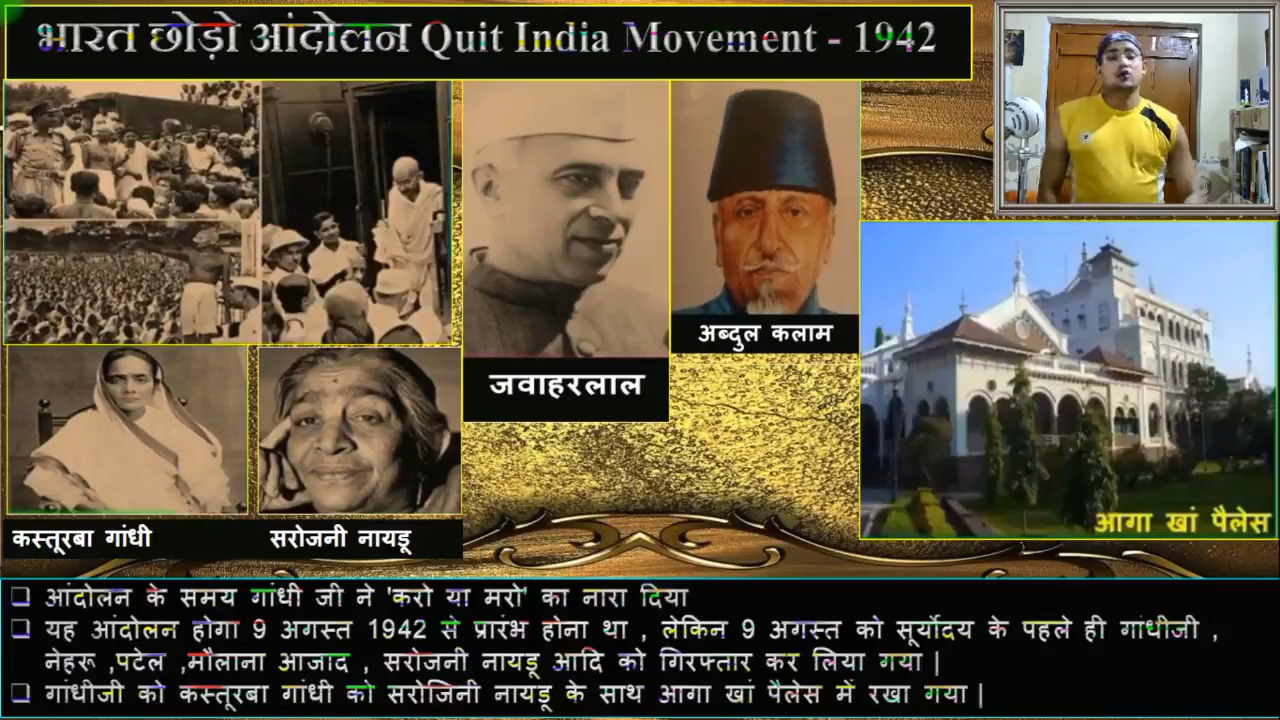 भारत छोड़ो आंदोलन Quit India Movement - 1942
अब्दुल कलाम
जवाहरलाल
कस्तूरबा गांधी
सरोजनी नायडू
आगा खां पैलेस
आंदोलन के समय गांधी जी ने 'करो या मरो' का नारा दिया
यह आंदोलन होगा 9 अगस्त 1942 से प्रारंभ होना था , लेकिन 9 अगस्त को सूर्योदय के पहले ही गांधीजी ,
नेहरू ,पटेल ,मौलाना आजाद , सरोजनी नायडू आदि को गिरफ्तार कर लिया गया |
गांधीजी को कस्तूरबा गांधी को सरोजिनी नायडू के साथ आगा खां पैलेस में रखा गया |